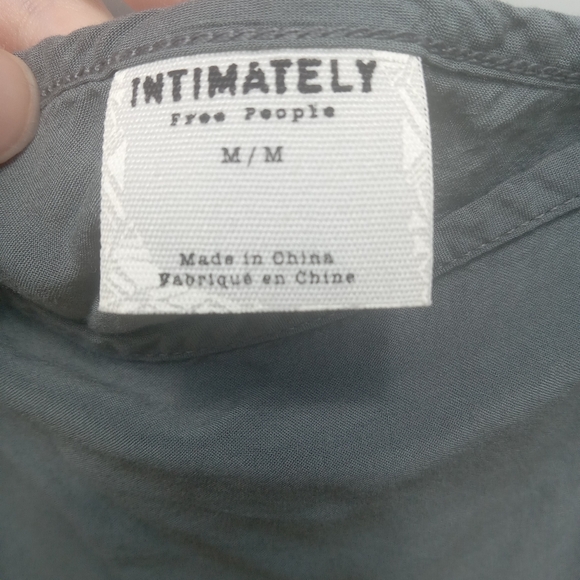 INTIMATELY
Free People
M/M
Made in China
Fabriqué en Chine